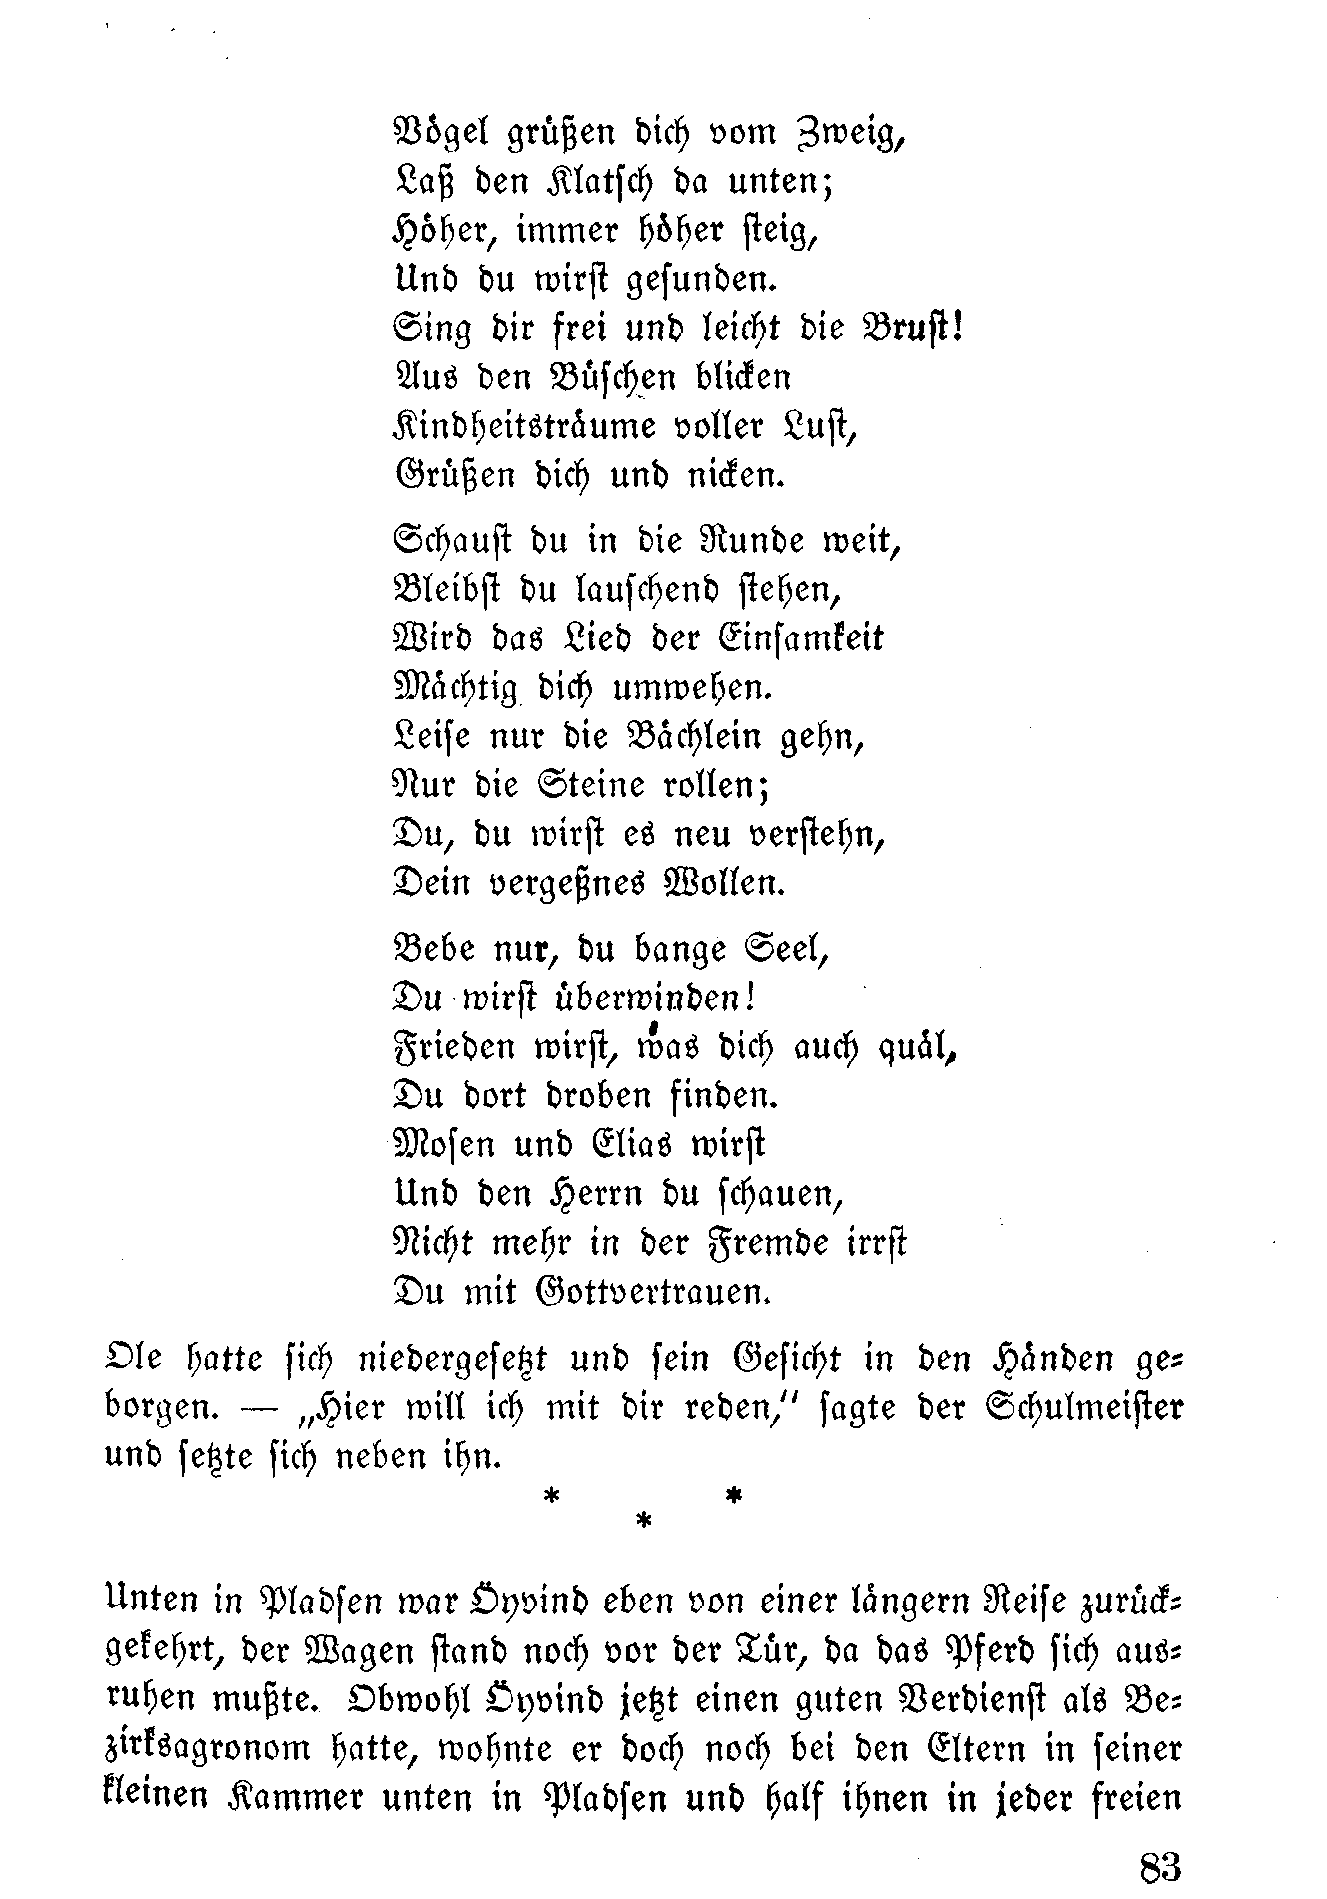 Vögel grüßen dich vom Zweig,
Laß den Klatsch da unten;
Höher, immer höher steig,
Und du wirst gesunden.
Sing dir frei und leicht die Brust!
Aus den Büschen blicken
Kindheitsträume voller Lust,
Grüßen dich und nicken.
Schaust du in die Runde weit,
Bleibst du lauschend stehen,
Wird das Lied der Einsamkeit
Mächtig dich umwehen.
Leise nur die Bächlein gehn,
Nur die Steine rollen;
Du, du wirst es neu verstehn,
Dein vergeßnes Wollen.
Bebe nur, du bange Seel,
Du wirst überwinden!
Frieden wirst, was dich auch quäl,
Du dort droben finden.
Mosen und Elias wirst
Und den Herrn du schauen,
Nicht mehr in der Fremde irrst
Du mit Gottvertrauen.
Ole hatte sich niedergesetzt und sein Gesicht in den Händen ge-
borgen. — „Hier will ich mit dir reden,“ sagte der Schulmeister
und setzte sich neben ihn.
* *
*
Unten in Pladsen war Öyvind eben von einer längern Reise zurück-
gekehrt, der Wagen stand noch vor der Tür, da das Pferd sich aus-
ruhen mußte. Obwohl Öyvind jetzt einen guten Verdienst als Be-
zirksagronom hatte, wohnte er doch noch bei den Eltern in seiner
kleinen Kammer unten in Pladsen und half ihnen in jeder freien
83